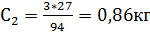 C₂ = 3*27/94 = 0,86кг